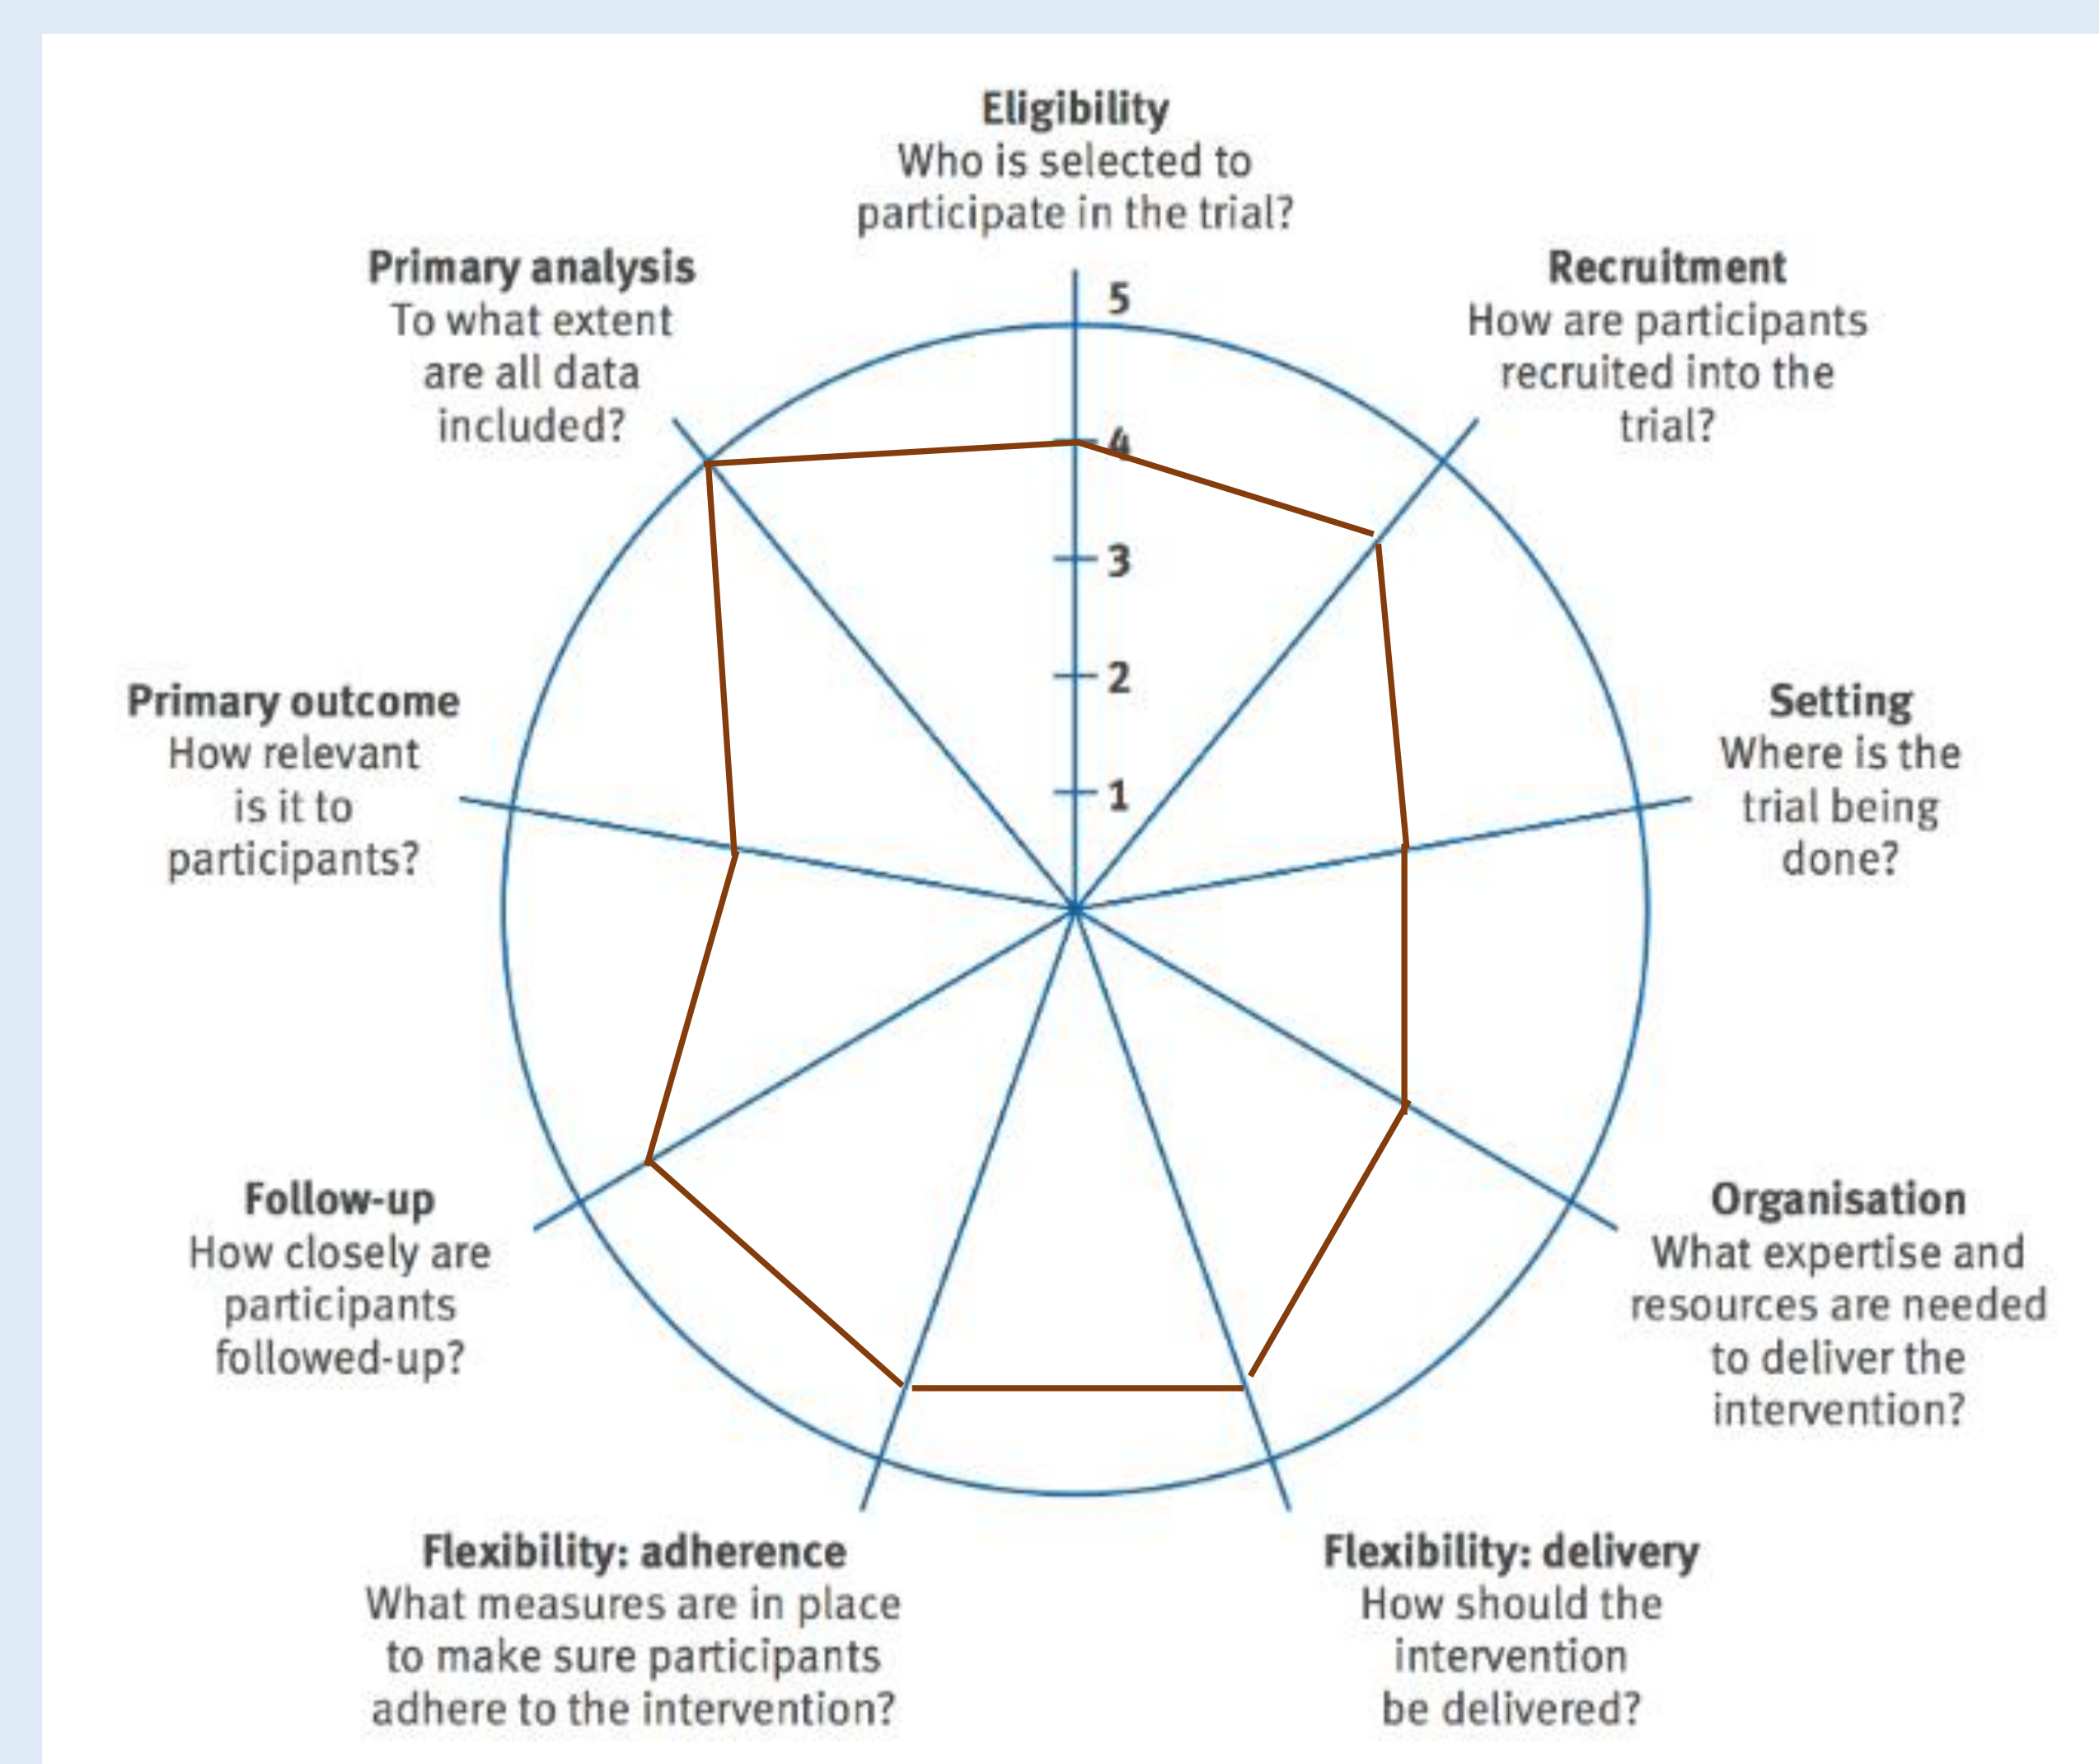 Eligibility
Who is selected to
participate in the trial?
Recruitment
How are participants
recruited into the
trial?
Setting
Where is the
trial being
done?
Organisation
What expertise and
resources are needed
to deliver the
intervention?
Flexibility: delivery
How should the
intervention
be delivered?
Flexibility: adherence
What measures are in place
to make sure participants
adhere to the intervention?
Follow-up
How closely are
participants
followed-up?
Primary outcome
How relevant
is it to
participants?
Primary analysis
To what extent
are all data
included?
5
4
3
2
1